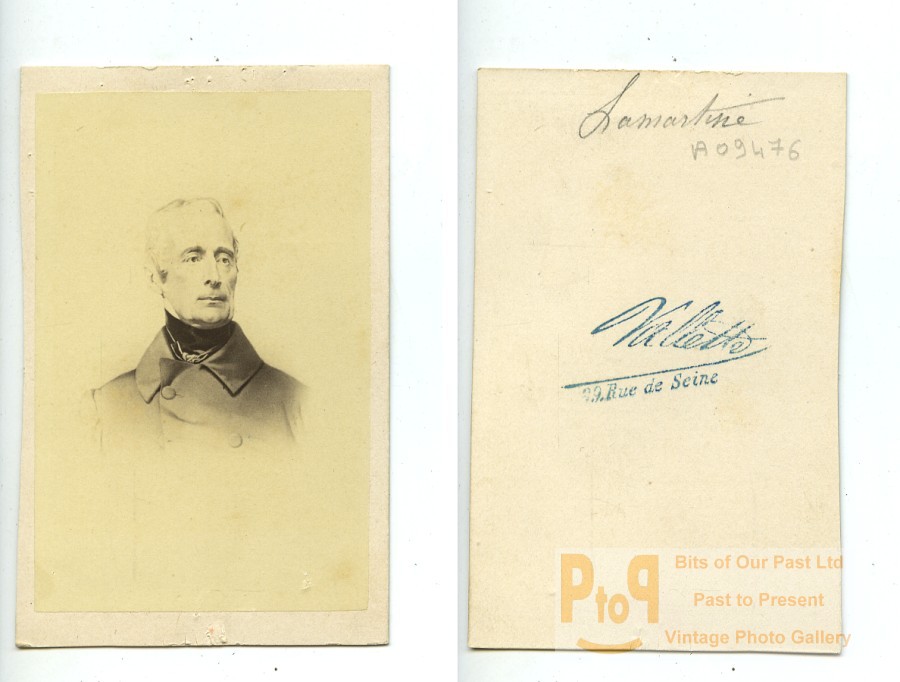 Lamartine
A09476
Vallette
29, Rue de Seine
PtoP
Bits of Our Past Ltd
Past to Present
Vintage Photo Gallery